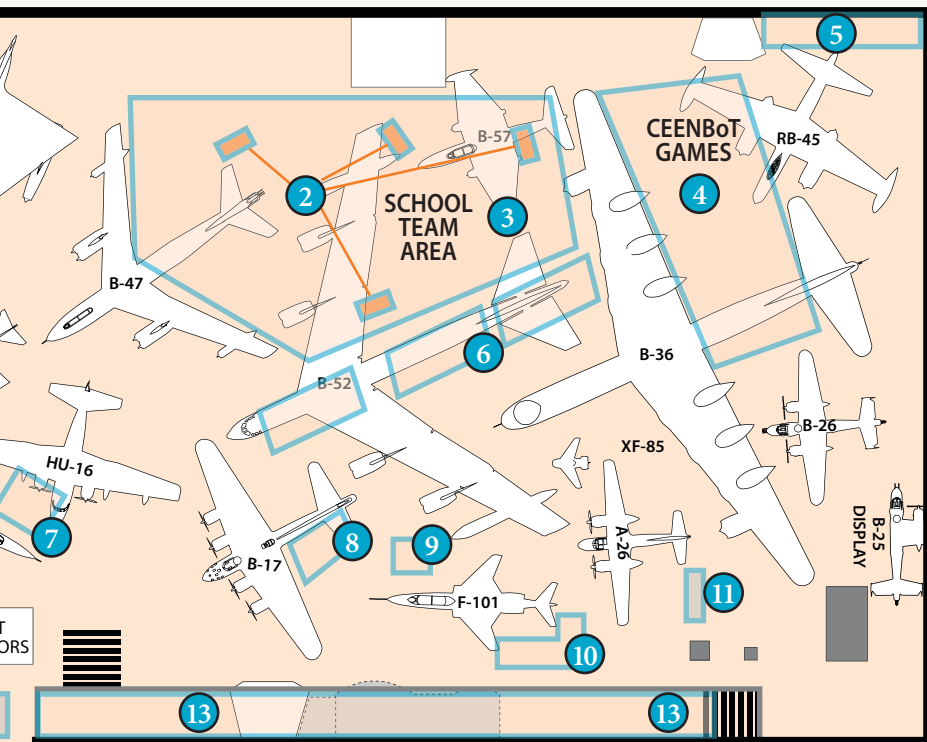 5
B-57
CEENBoT
GAMES
RB-45
2
4
SCHOOL
TEAM
AREA
3
B-47
6
B-36
B-52
B-26
XF-85
HU-16
7
8
9
A-26
B-25
DISPLAY
B-17
F-101
11
10
T
ORS
13
13